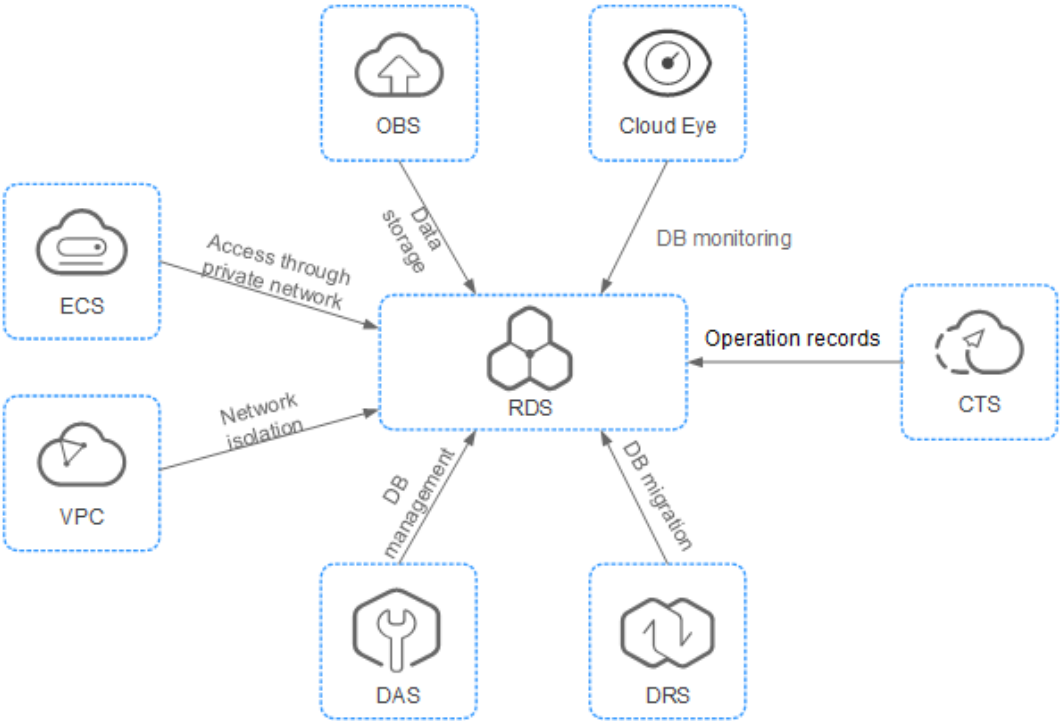 OBS
Cloud Eye
Data
storage
DB monitoring
ECS
Access through
private network
RDS
Operation records
CTS
VPC
Network
isolation
DB
management
DB migration
DAS
DRS